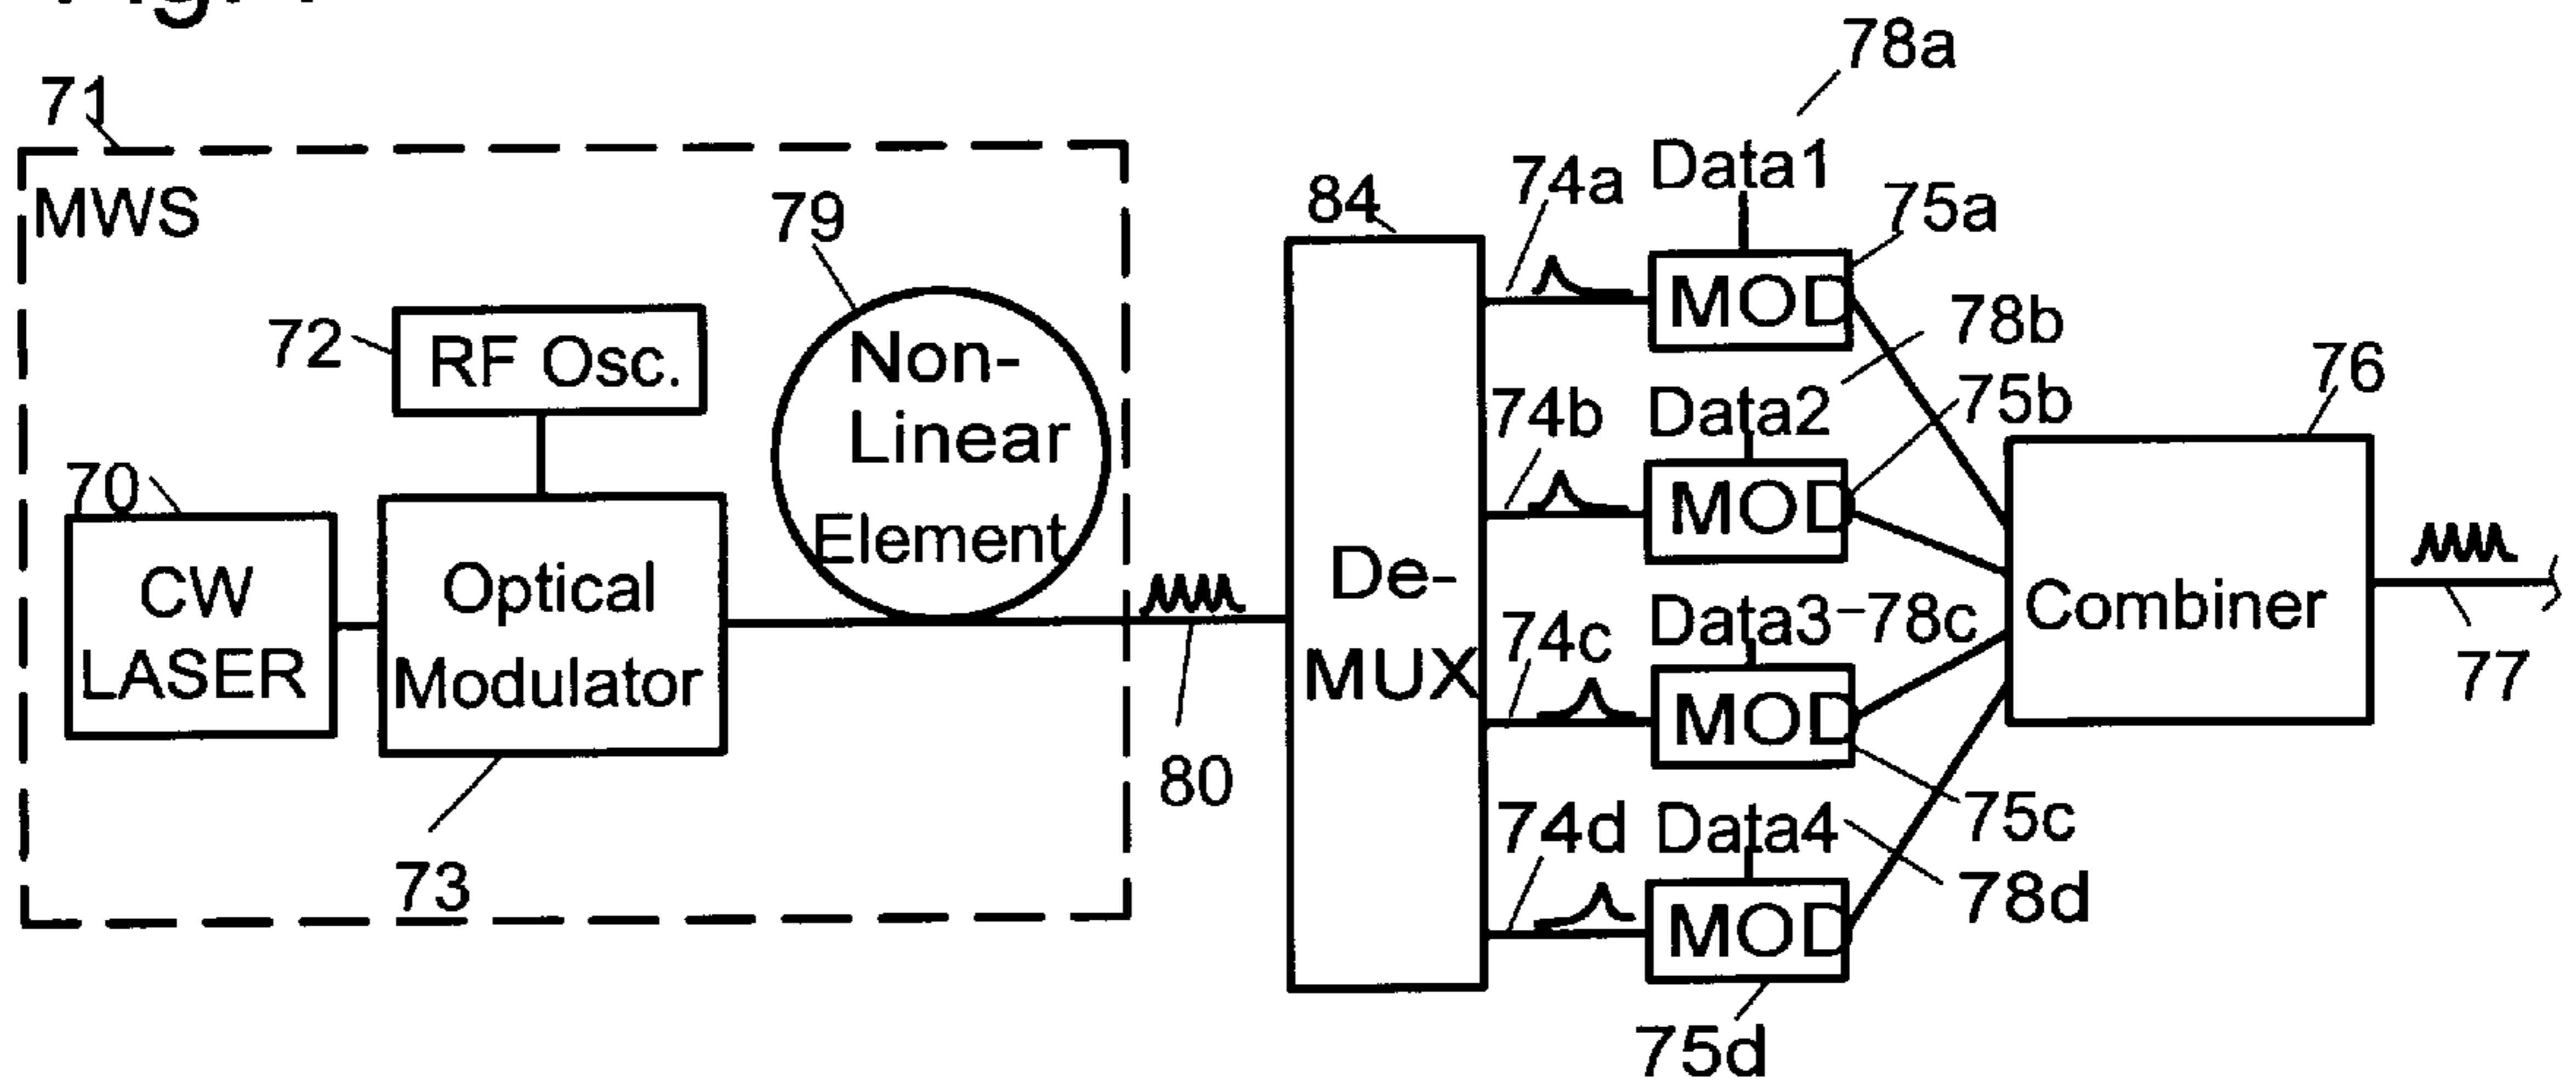 71
MWS
70
CW
LASER
72
RF Osc.
Optical
Modulator
73
79
Non-
Linear
Element
80
84
De-
MUX
74a
78a
Data1
75a
MOD
74b
78b
Data2
75b
MOD
74c
Data3
78c
MOD
75c
74d
Data4
78d
MOD
75d
76
Combiner
77